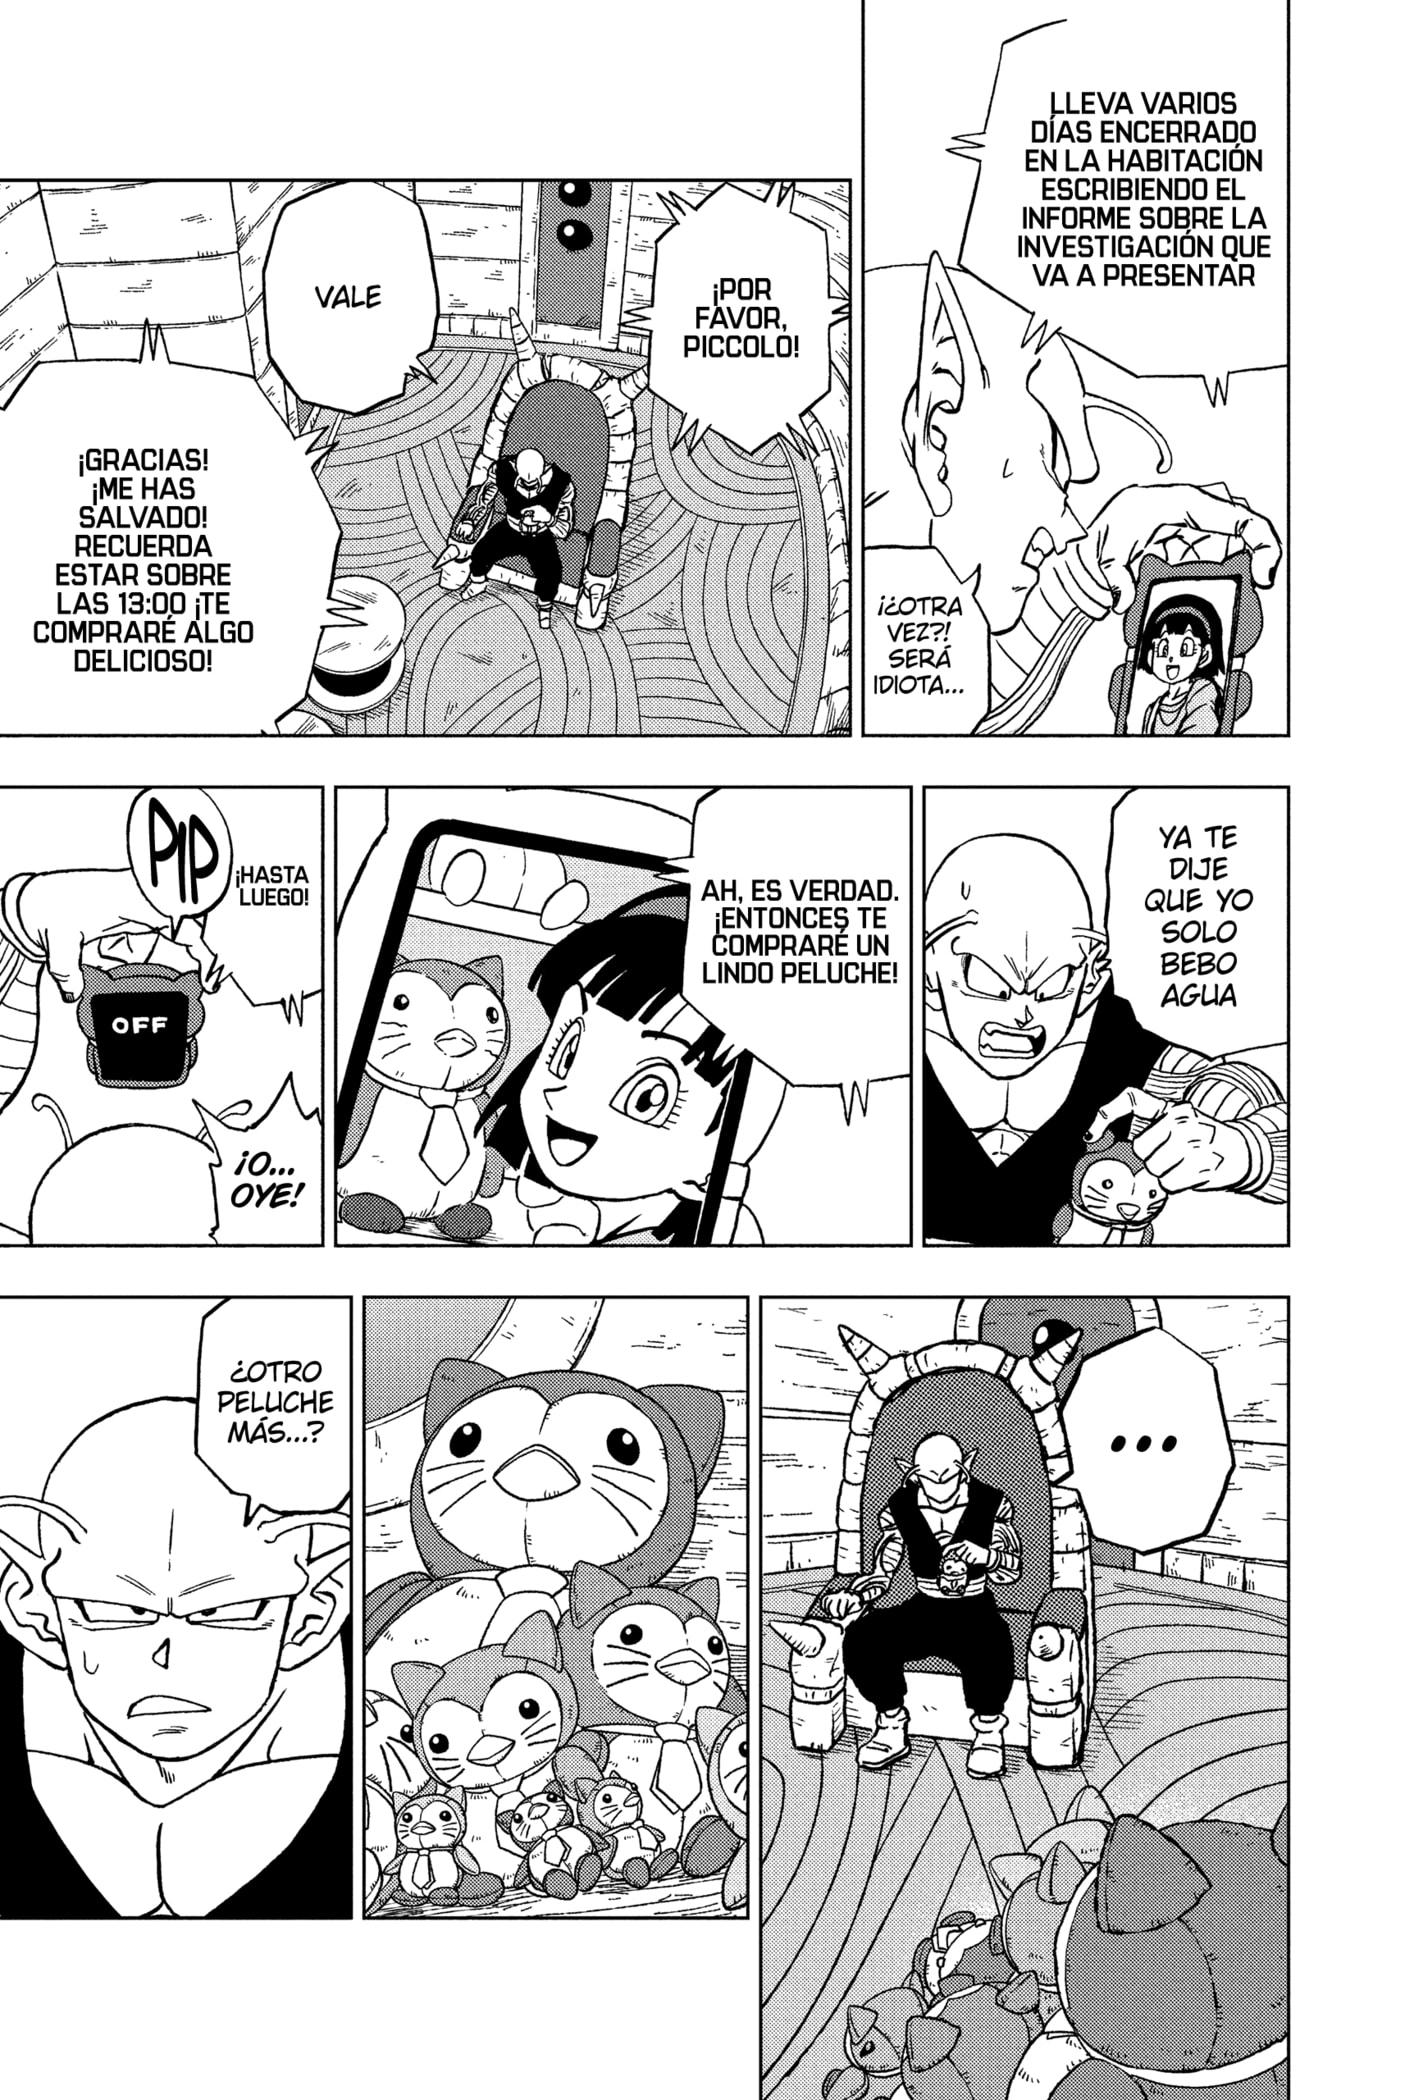 LLEVA VARIOS
DÍAS ENCERRADO
EN LA HABITACIÓN
ESCRIBIENDO EL
INFORME SOBRE LA
INVESTIGACIÓN QUE
VA A PRESENTAR
¡¿OTRA
VEZ?!
SERÁ
IDIOTA...
¡POR
FAVOR,
PICCOLO!
VALE
¡GRACIAS!
¡ME HAS
SALVADO!
RECUERDA
ESTAR SOBRE
LAS 13:00 ¡TE
COMPRARÉ ALGO
DELICIOSO!
YA TE
DIJE
QUE YO
SOLO
BEBO
AGUA
AH, ES VERDAD.
¡ENTONCES TE
COMPRARÉ UN
LINDO PELUCHE!
¡HASTA
LUEGO!
PIP
OFF
¡O...
OYE!
...
¿OTRO
PELUCHE
MÁS...?